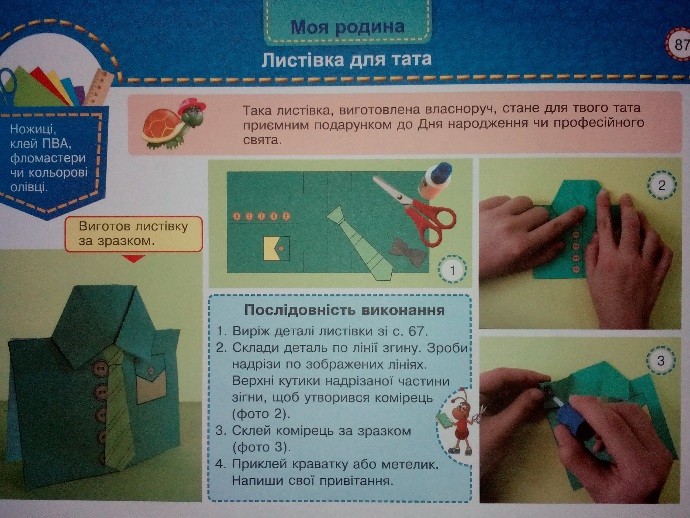 Моя родина
Листівка для тата
87
Ножиці,
клей ПВА,
фломастери
чи кольорові
олівці.
Така листівка, виготовлена власноруч, стане для твого тата
приємним подарунком до Дня народження чи професійного
свята.
Виготов листівку
за зразком.
1
2
3
Послідовність виконання
1. Виріж деталі листівки зі с. 67.
2. Склади деталь по лінії згину. Зроби
надрізи по зображених лініях.
Верхні кутики надрізаної частини
зігни, щоб утворився комірець
(фото 2).
3. Склей комірець за зразком
(фото 3).
4. Приклей краватку або метелик.
Напиши свої привітання.